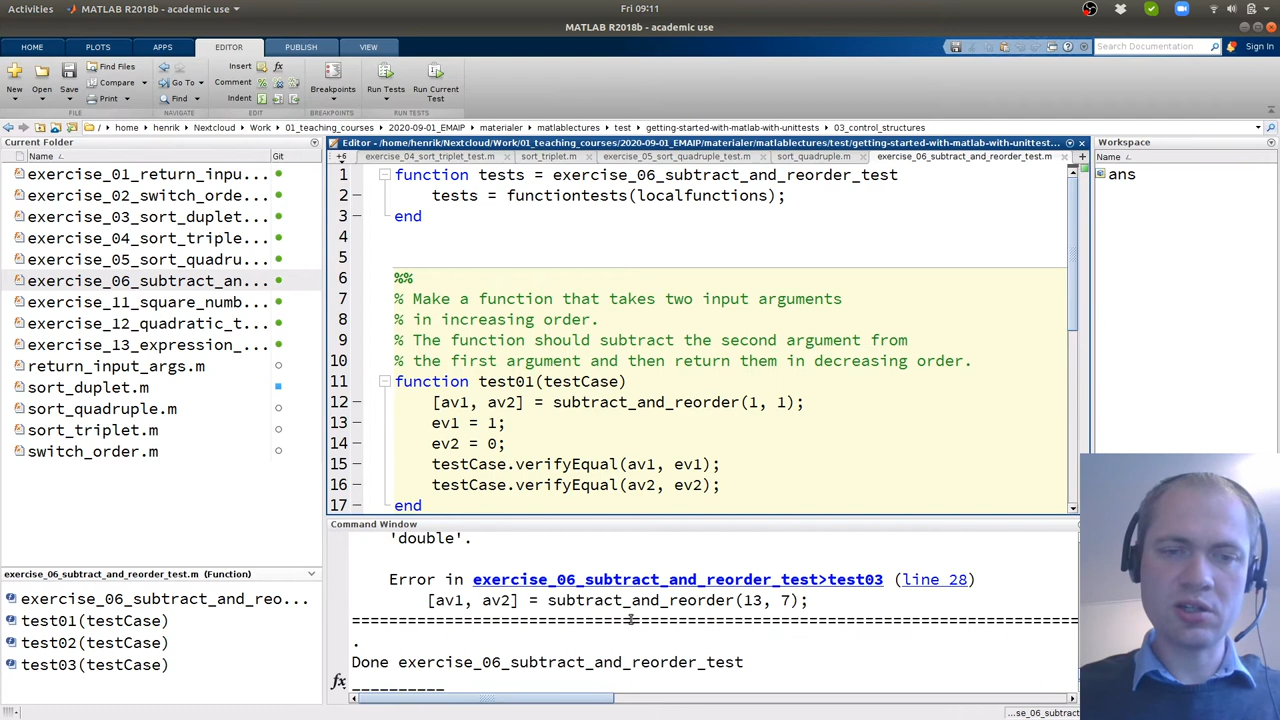 Activities
MATLAB R2018b - academic use
Fri 09:11
MATLAB R2018b - academic use
HOME PLOTS APPS EDITOR PUBLISH VIEW
Search Documentation
Sign In
New Open Save
Find Files
Compare
Print
Go To
Find
Insert
Comment
Indent
Breakpoints
Run Tests
Run Current Test
FILE NAVIGATE EDIT BREAKPOINTS RUN TESTS
/ home henrik Nextcloud Work 01_teaching_courses 2020-09-01_EMAIP materialer matlablectures test getting-started-with-matlab-with-unittests 03_control_structures
Current Folder
Name Git
exercise_01_return_inpu...
exercise_02_switch_orde...
exercise_03_sort_duplet...
exercise_04_sort_triple...
exercise_05_sort_quadru...
exercise_06_subtract_an...
exercise_11_square_numb...
exercise_12_quadratic_t...
exercise_13_expression_...
return_input_args.m
sort_duplet.m
sort_quadruple.m
sort_triplet.m
switch_order.m
exercise_06_subtract_and_reorder_test.m (Function)
exercise_06_subtract_and_reo...
test01(testCase)
test02(testCase)
test03(testCase)
Editor - /home/henrik/Nextcloud/Work/01_teaching_courses/2020-09-01_EMAIP/materialer/matlablectures/test/getting-started-with-matlab-with-unittest...
+6 exercise_04_sort_triplet_test.m sort_triplet.m exercise_05_sort_quadruple_test.m sort_quadruple.m exercise_06_subtract_and_reorder_test.m
1 function tests = exercise_06_subtract_and_reorder_test
2 tests = functiontests(localfunctions);
3 end
4
5
6 %%
7 % Make a function that takes two input arguments
8 % in increasing order.
9 % The function should subtract the second argument from
10 % the first argument and then return them in decreasing order.
11 function test01(testCase)
12 [av1, av2] = subtract_and_reorder(1, 1);
13 ev1 = 1;
14 ev2 = 0;
15 testCase.verifyEqual(av1, ev1);
16 testCase.verifyEqual(av2, ev2);
17 end
Command Window
'double'.
Error in exercise_06_subtract_and_reorder_test>test03 (line 28)
[av1, av2] = subtract_and_reorder(13, 7);
================================================================================
.
Done exercise_06_subtract_and_reorder_test
__________
fx
Workspace
Name
ans
...se_06_subtract